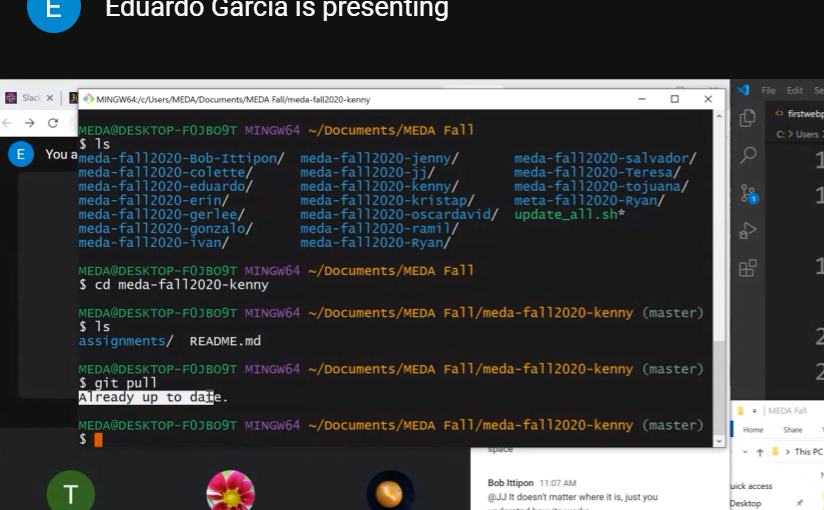 E Eduardo Garcia is presenting
Slac
MINGW64:/c/Users/MEDA/Documents/MEDA Fall/meda-fall2020-kenny
E You a
MEDA@DESKTOP-F0JBO9T MINGW64 ~/Documents/MEDA Fall
$ ls
meda-fall2020-Bob-Ittipon/ meda-fall2020-jenny/ meda-fall2020-salvador/
meda-fall2020-colette/ meda-fall2020-jj/ meda-fall2020-Teresa/
meda-fall2020-eduardo/ meda-fall2020-kenny/ meda-fall2020-tojuana/
meda-fall2020-erin/ meda-fall2020-kristap/ meta-fall2020-Ryan/
meda-fall2020-gerlee/ meda-fall2020-oscardavid/ update_all.sh*
meda-fall2020-gonzalo/ meda-fall2020-ramil/
meda-fall2020-ivan/ meda-fall2020-Ryan/
MEDA@DESKTOP-F0JBO9T MINGW64 ~/Documents/MEDA Fall
$ cd meda-fall2020-kenny
MEDA@DESKTOP-F0JBO9T MINGW64 ~/Documents/MEDA Fall/meda-fall2020-kenny (master)
$ ls
assignments/ README.md
MEDA@DESKTOP-F0JBO9T MINGW64 ~/Documents/MEDA Fall/meda-fall2020-kenny (master)
$ git pull
Already up to date.
MEDA@DESKTOP-F0JBO9T MINGW64 ~/Documents/MEDA Fall/meda-fall2020-kenny (master)
$
File Edit Se
<> firstwebp
C: > Users
1
1
1
2
2
MEDA Fall
Home Share
> This PC
uick access
Desktop
space
Bob Ittipon 11:07 AM
@JJ It doesn't matter where it is, just you
T